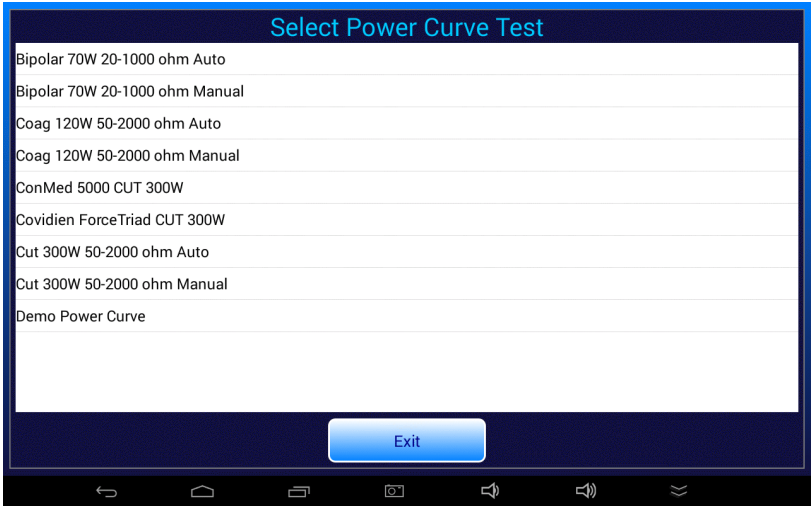 Select Power Curve Test
Bipolar 70W 20-1000 ohm Auto
Bipolar 70W 20-1000 ohm Manual
Coag 120W 50-2000 ohm Auto
Coag 120W 50-2000 ohm Manual
ConMed 5000 CUT 300W
Covidien ForceTriad CUT 300W
Cut 300W 50-2000 ohm Auto
Cut 300W 50-2000 ohm Manual
Demo Power Curve
Exit